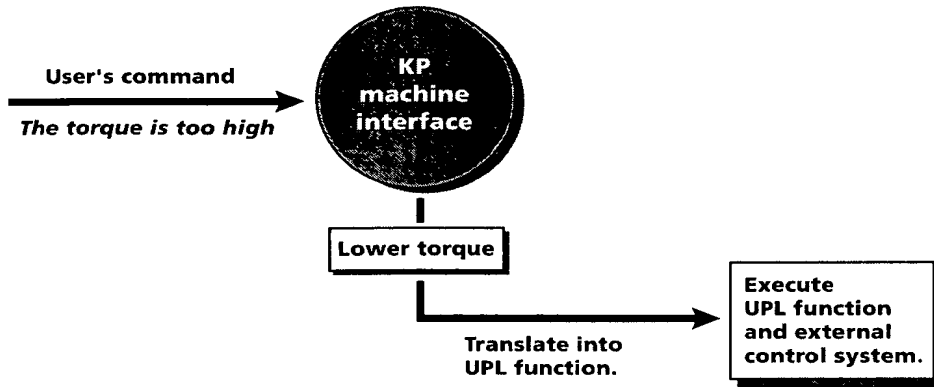 User's command
The torque is too high
KP
machine
interface
Lower torque
Translate into
UPL function.
Execute
UPL function
and external
control system.